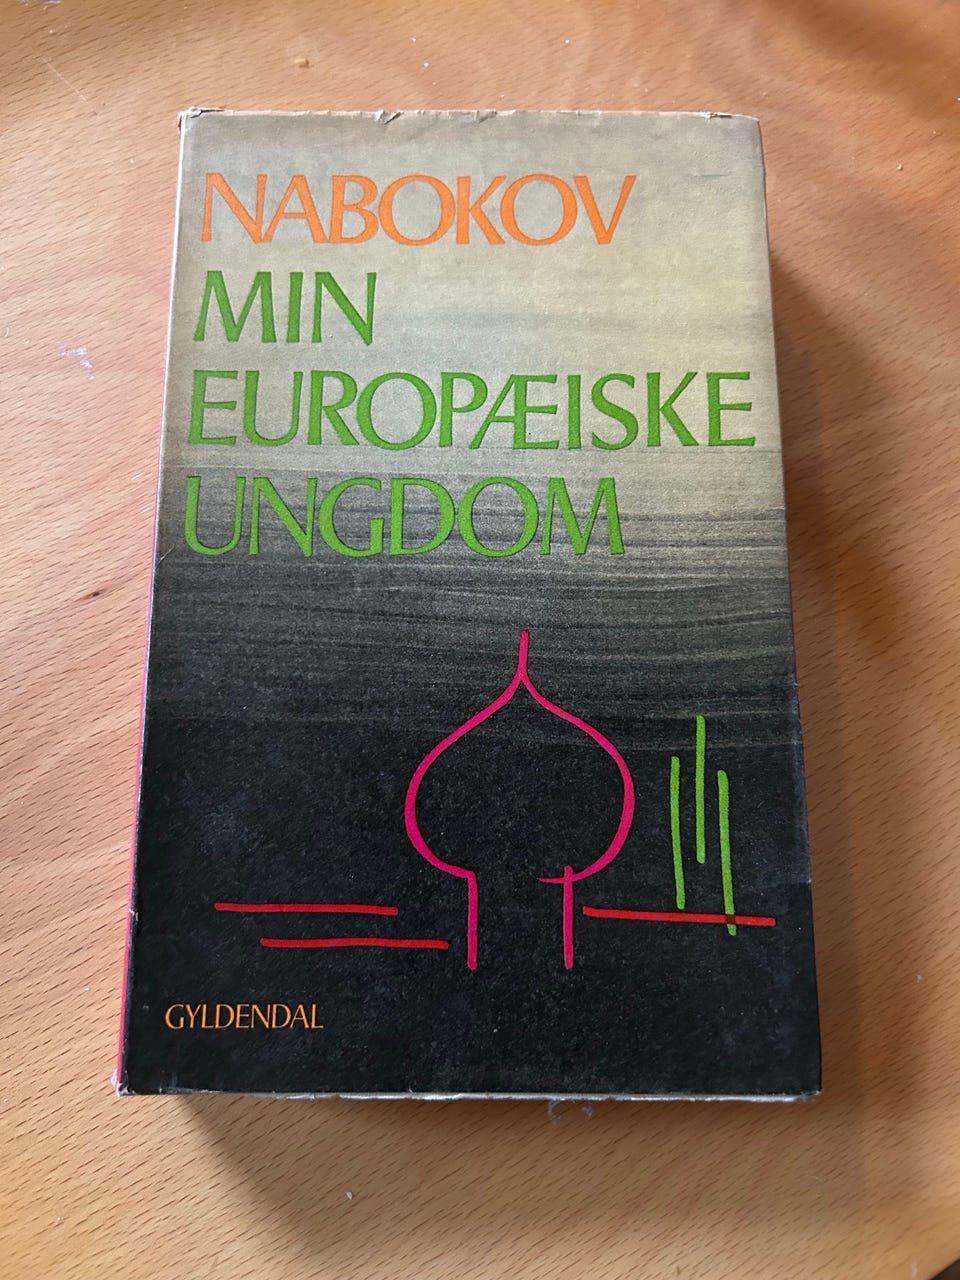 NABOKOV
MIN
EUROPÆISKE
UNGDOM
GYLDENDAL